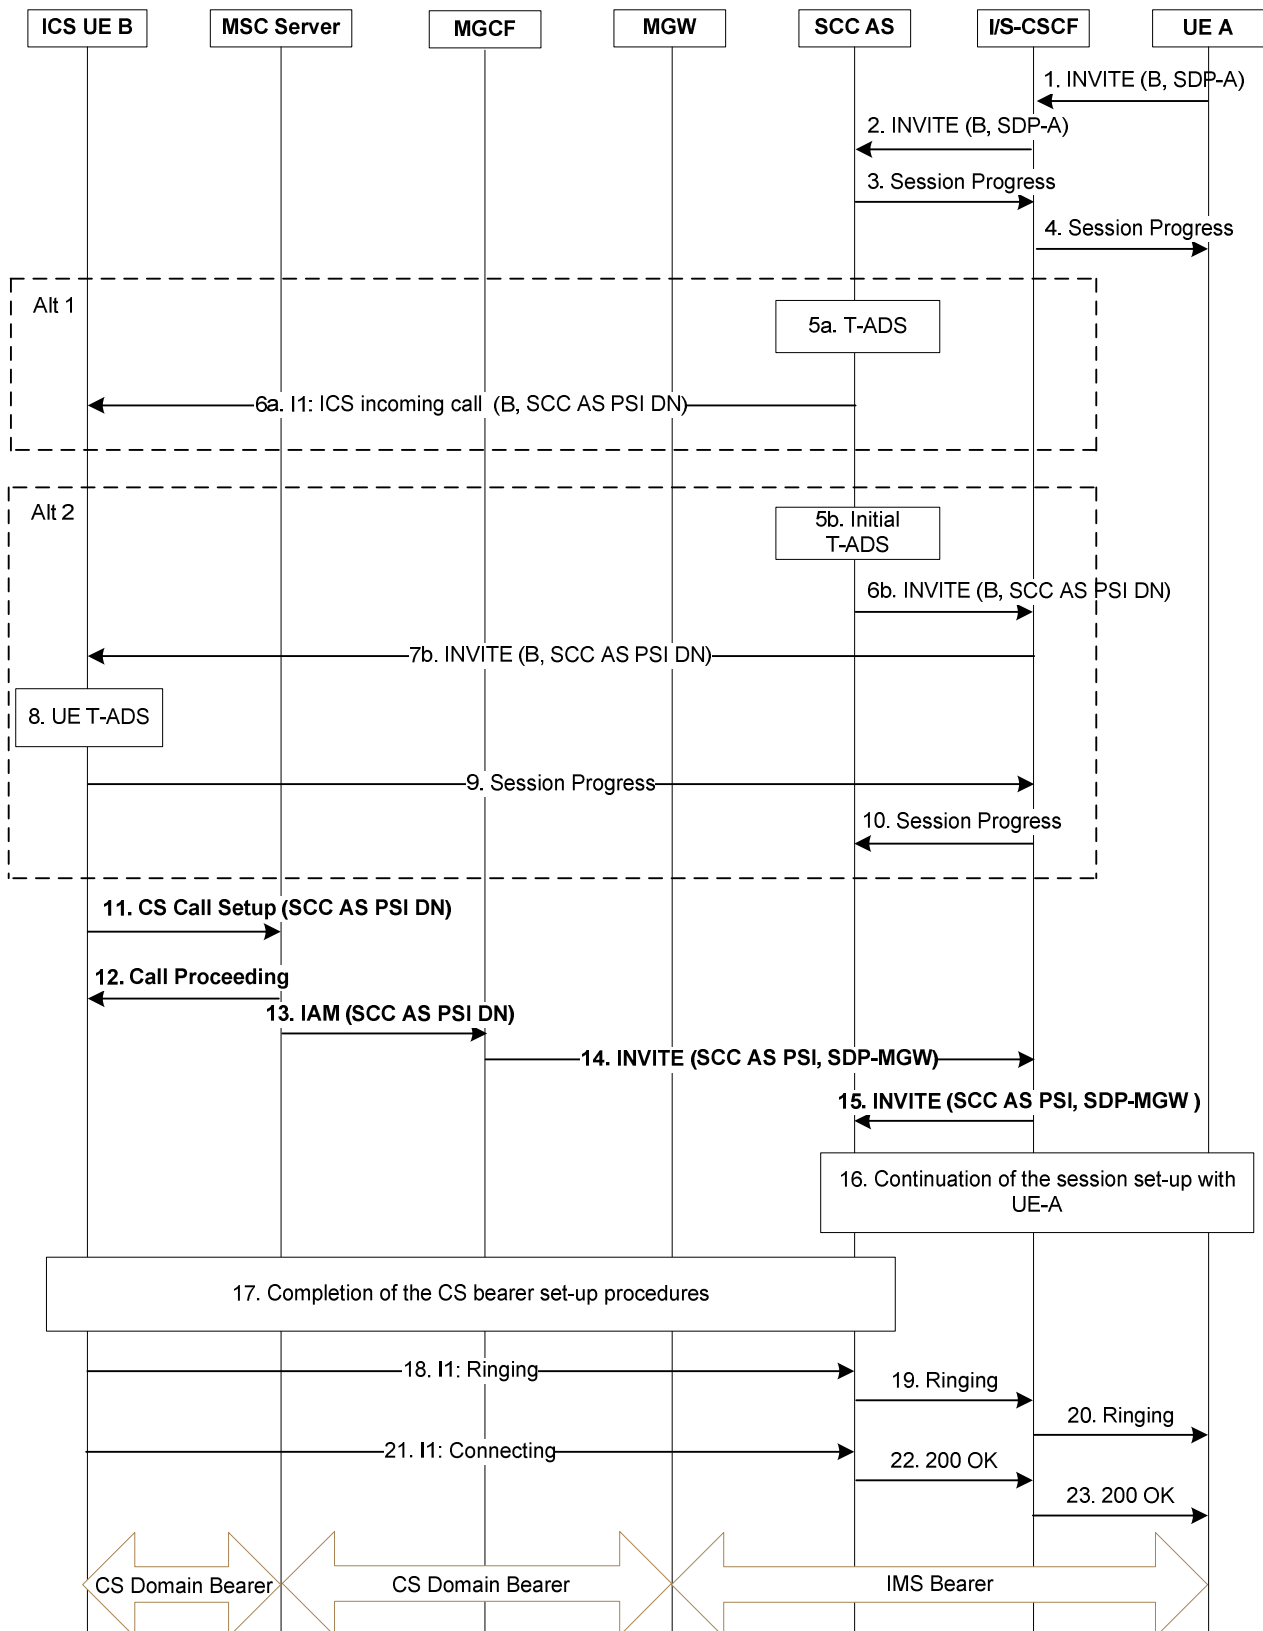 ICS UE B
MSC Server
MGCF
MGW
SCC AS
I/S-CSCF
UE A
1. INVITE (B, SDP-A)
2. INVITE (B, SDP-A)
3. Session Progress
4. Session Progress
Alt 1
5a. T-ADS
6a. I1: ICS incoming call (B, SCC AS PSI DN)
Alt 2
5b. Initial
T-ADS
6b. INVITE (B, SCC AS PSI DN)
7b. INVITE (B, SCC AS PSI DN)
8. UE T-ADS
9. Session Progress
10. Session Progress
11. CS Call Setup (SCC AS PSI DN)
12. Call Proceeding
13. IAM (SCC AS PSI DN)
14. INVITE (SCC AS PSI, SDP-MGW)
15. INVITE (SCC AS PSI, SDP-MGW )
16. Continuation of the session set-up with
UE-A
17. Completion of the CS bearer set-up procedures
18. I1: Ringing
19. Ringing
20. Ringing
21. I1: Connecting
22. 200 OK
23. 200 OK
CS Domain Bearer
CS Domain Bearer
IMS Bearer